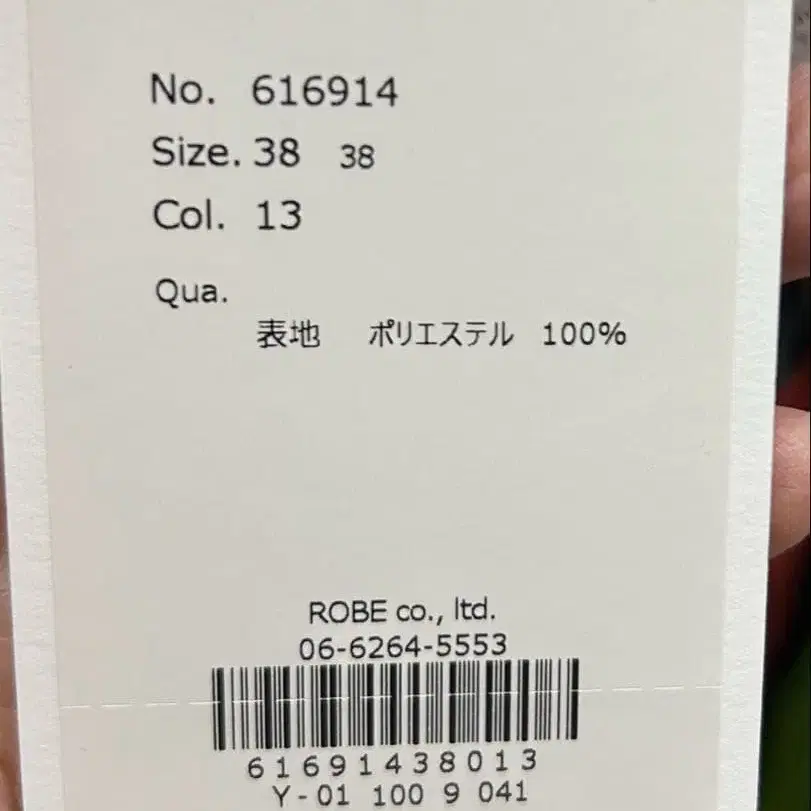 No. 616914
Size. 38 38
Col. 13
Qua.
表地 ポリエステル 100%
ROBE co., ltd.
06-6264-5553
61691438013
Y-01 100 9 041